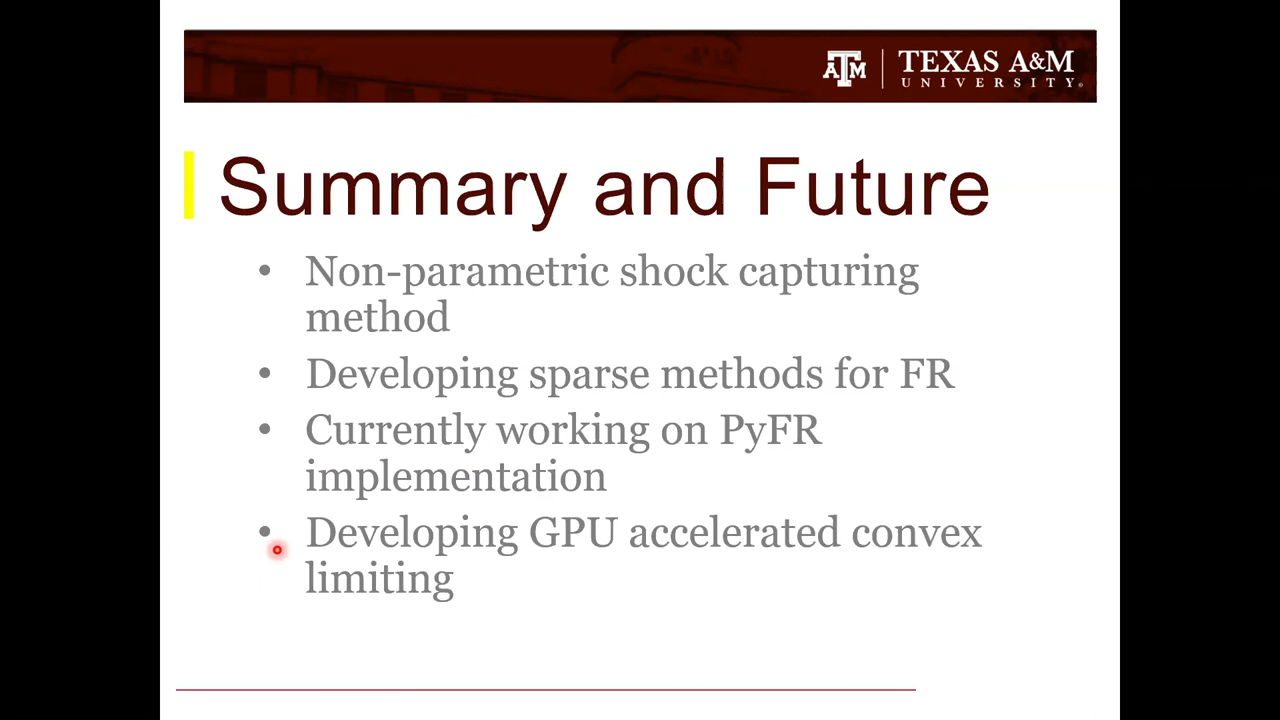 ATM TEXAS A&M
UNIVERSITY.
Summary and Future
• Non-parametric shock capturing
method
• Developing sparse methods for FR
• Currently working on PyFR
implementation
• Developing GPU accelerated convex
limiting